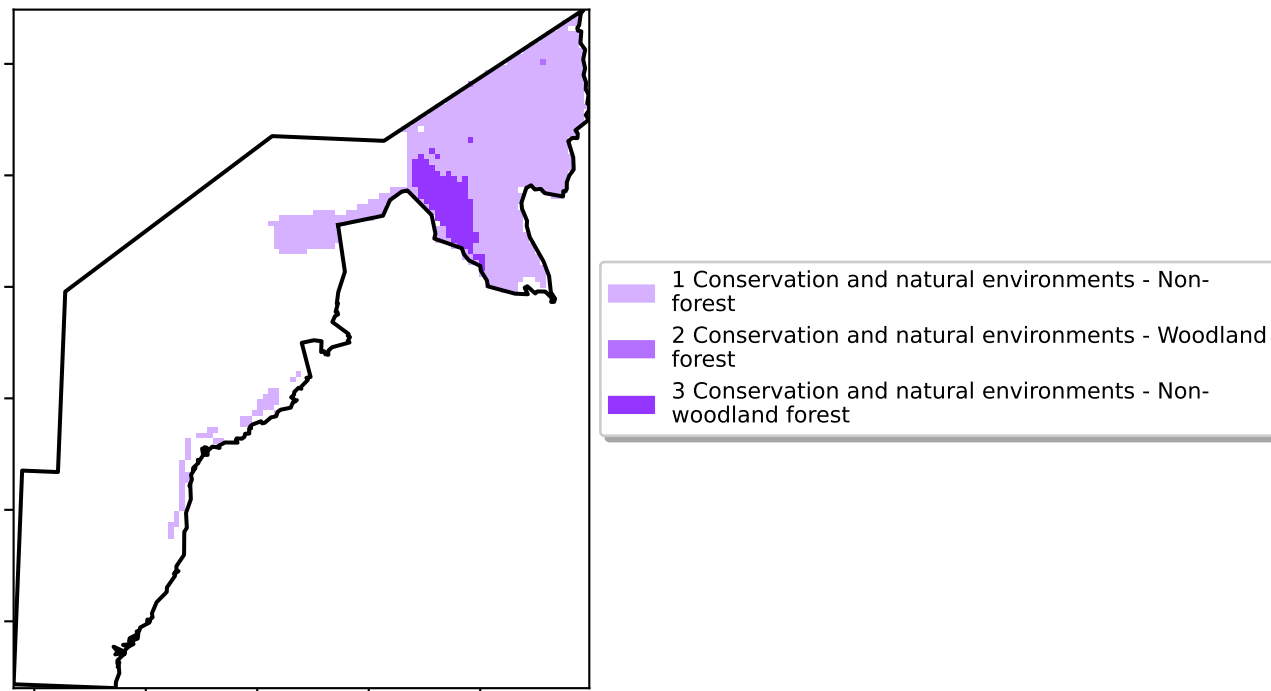 1 Conservation and natural environments - Non-
forest
2 Conservation and natural environments - Woodland
forest
3 Conservation and natural environments - Non-
woodland forest